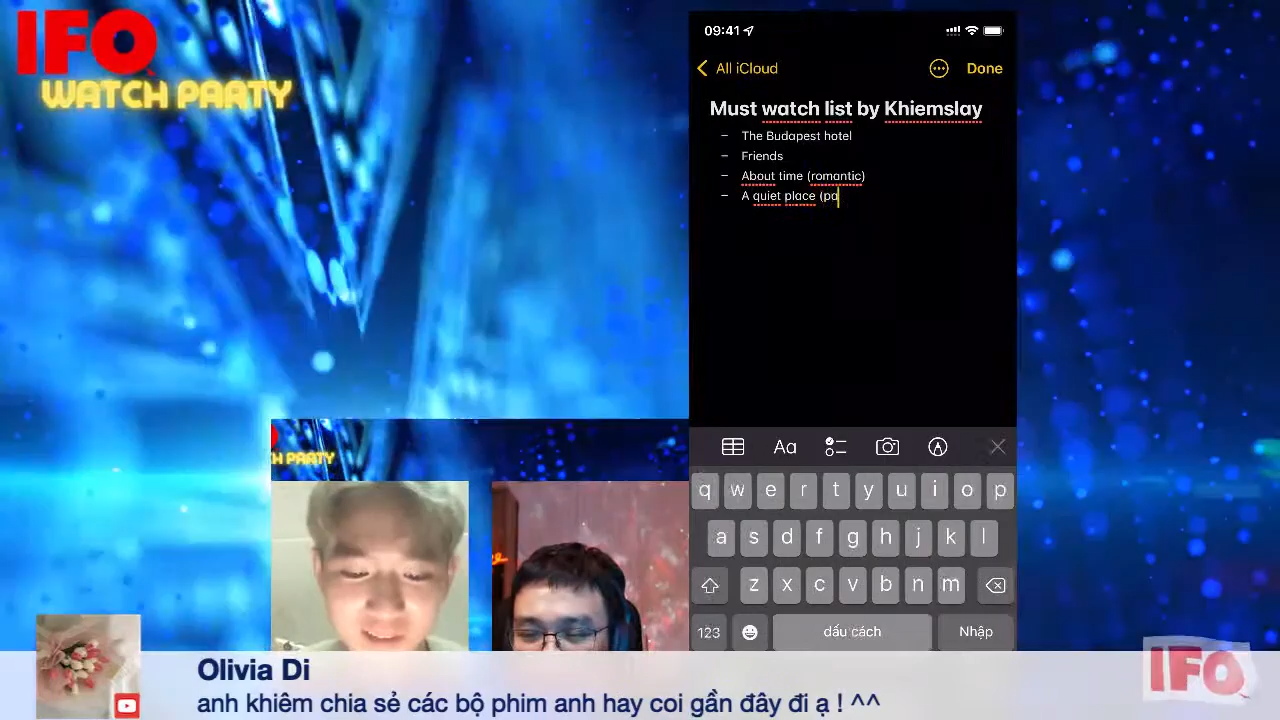 IFO
WATCH PARTY
09:41
All iCloud
Done
Must watch list by Khiemslay
– The Budapest hotel
– Friends
– About time (romantic)
– A quiet place (pa
Aa
q w e r t y u i o p
a s d f g h j k l
z x c v b n m
123
dấu cách
Nhập
H PARTY
Olivia Di
anh khiêm chia sẻ các bộ phim anh hay coi gần đây đi ạ ! ^^
IFO